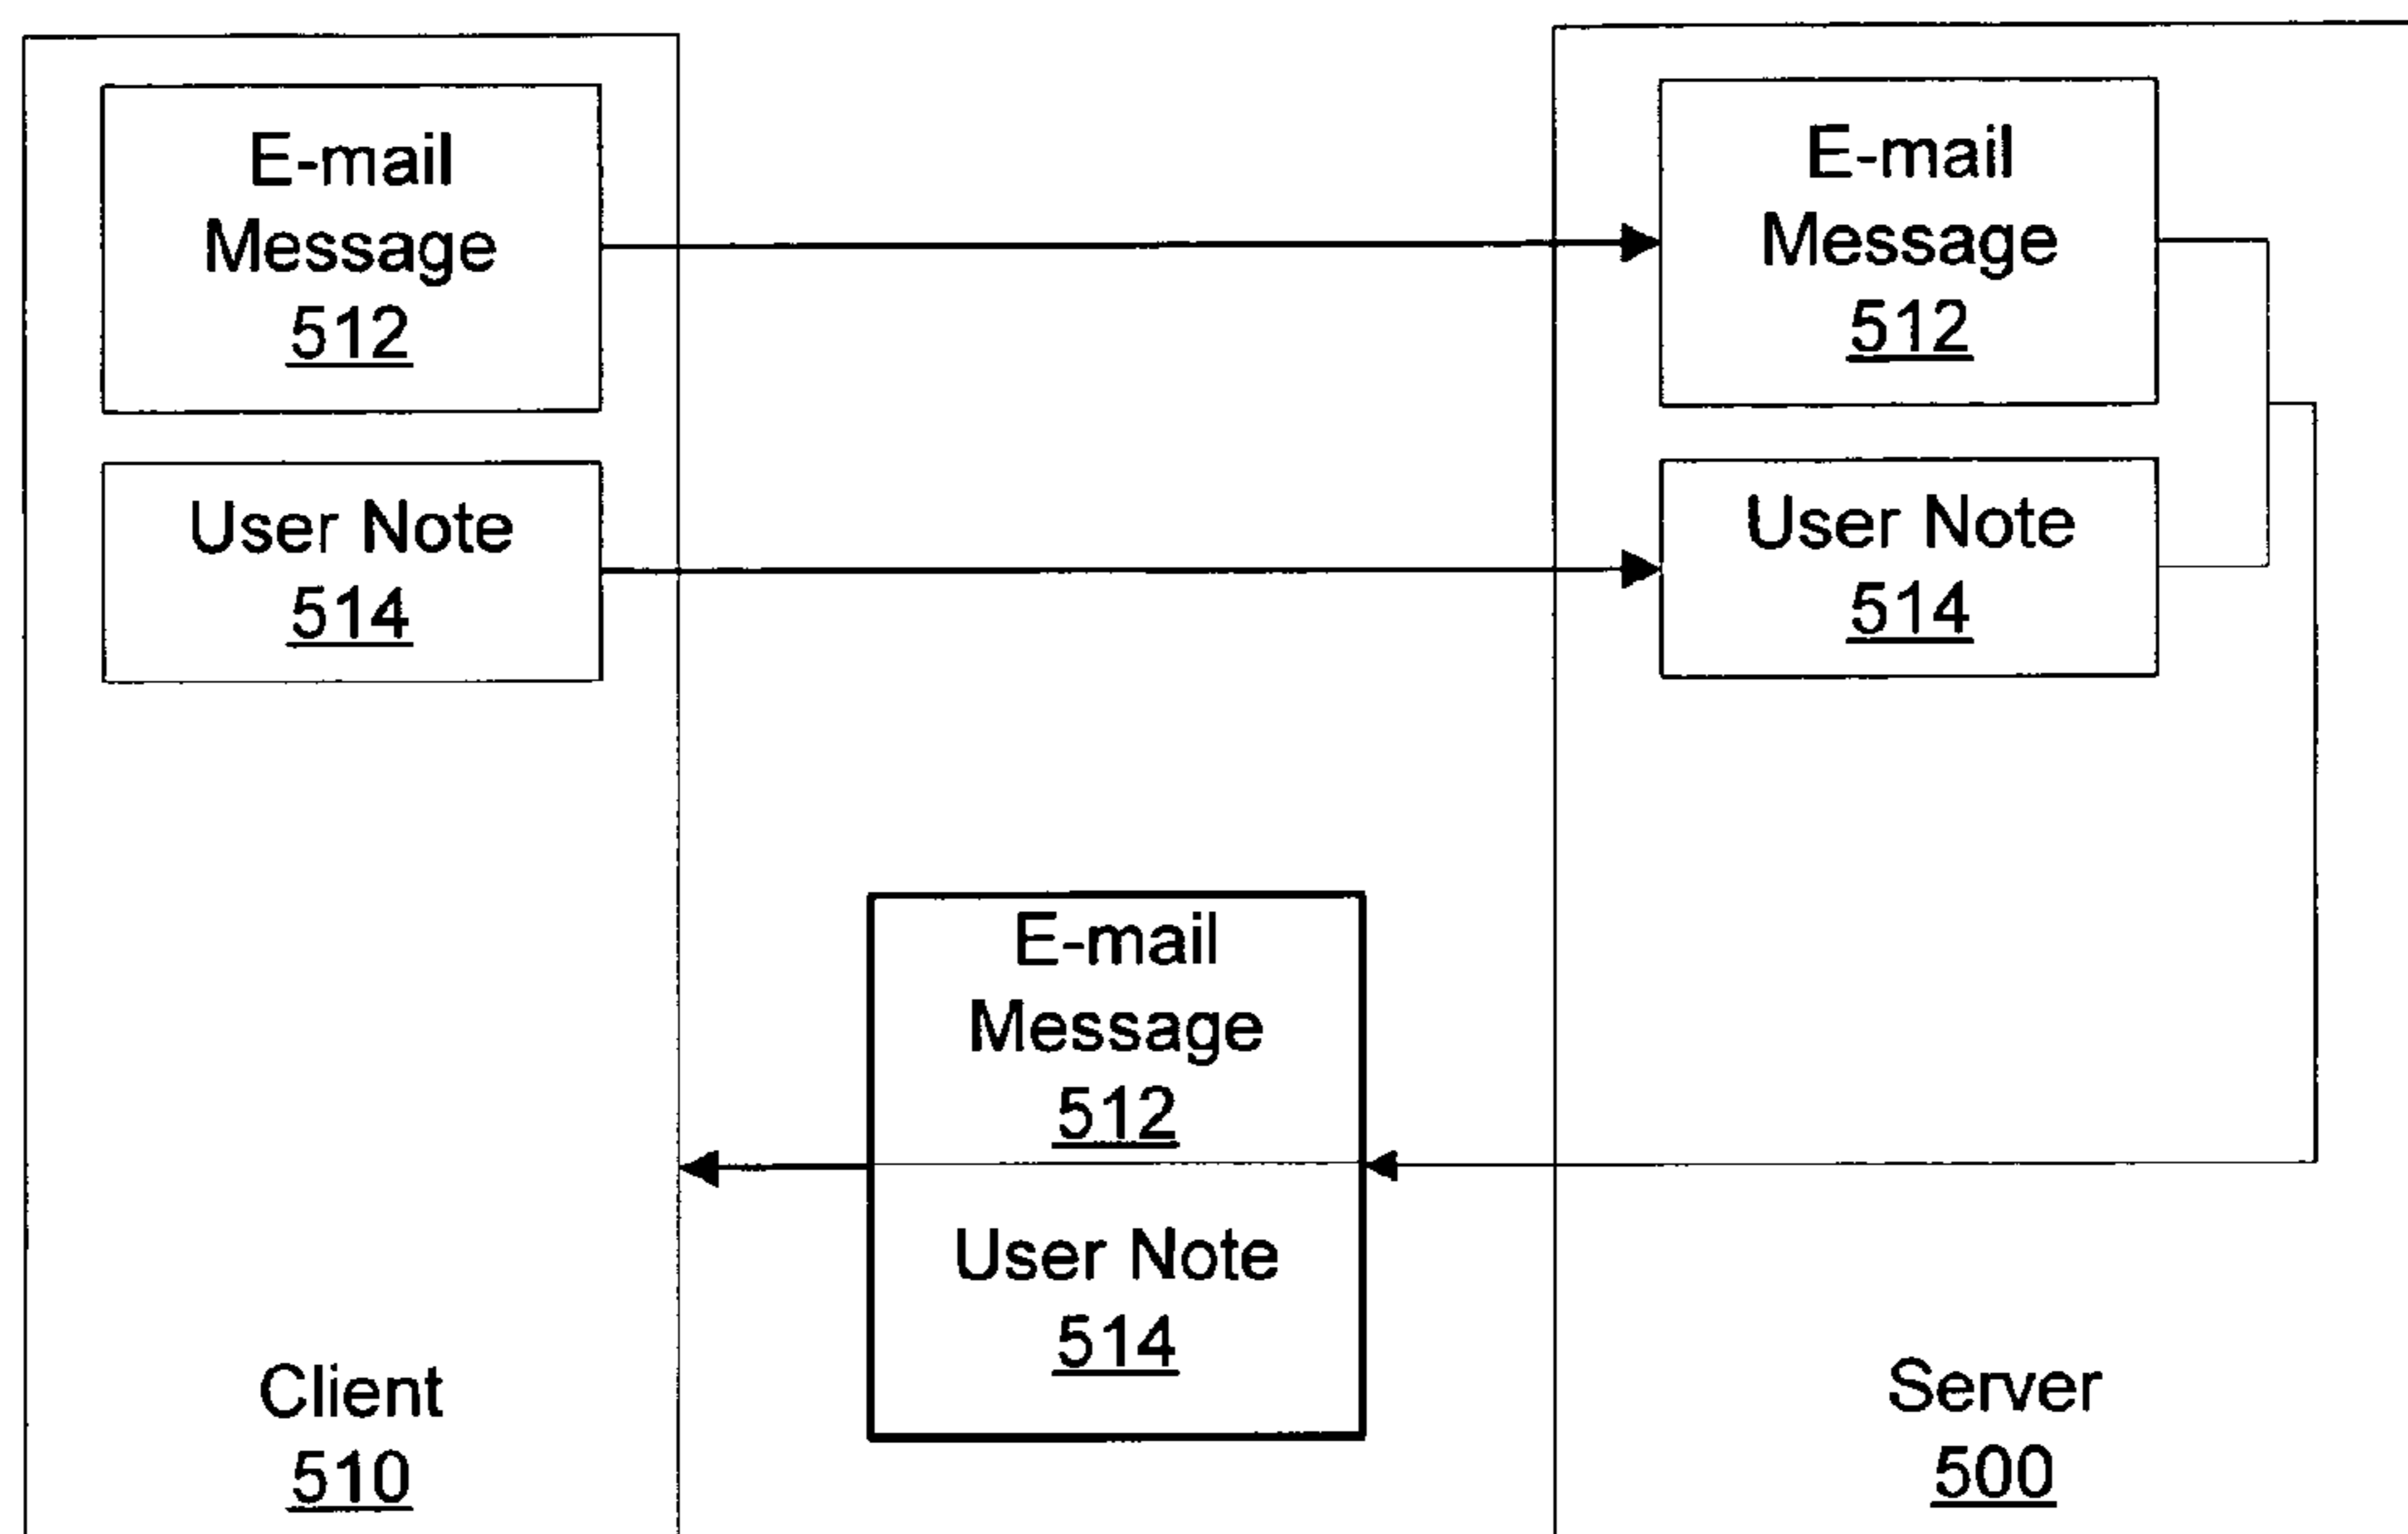 E-mail
Message
512
User Note
514
E-mail
Message
512
User Note
514
E-mail
Message
512
User Note
514
Client
510
Server
500